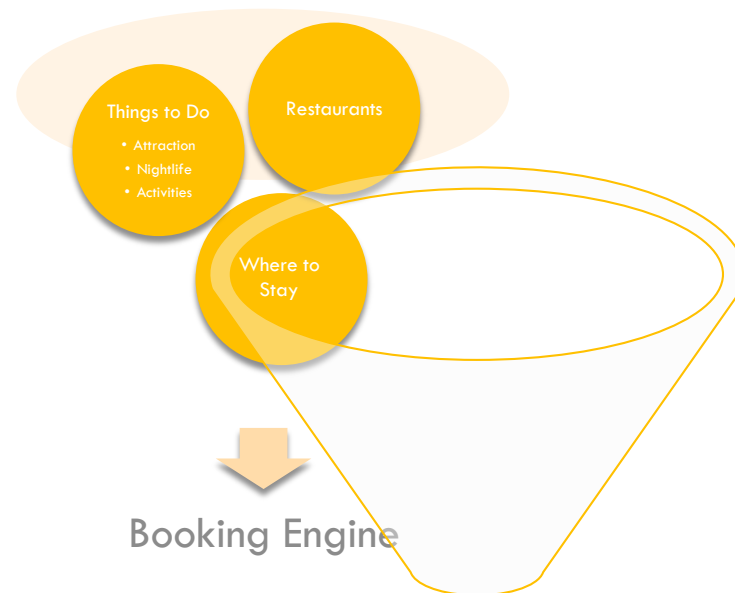 Things to Do
• Attraction
• Nightlife
• Activities
Restaurants
Where to
Stay
Booking Engine